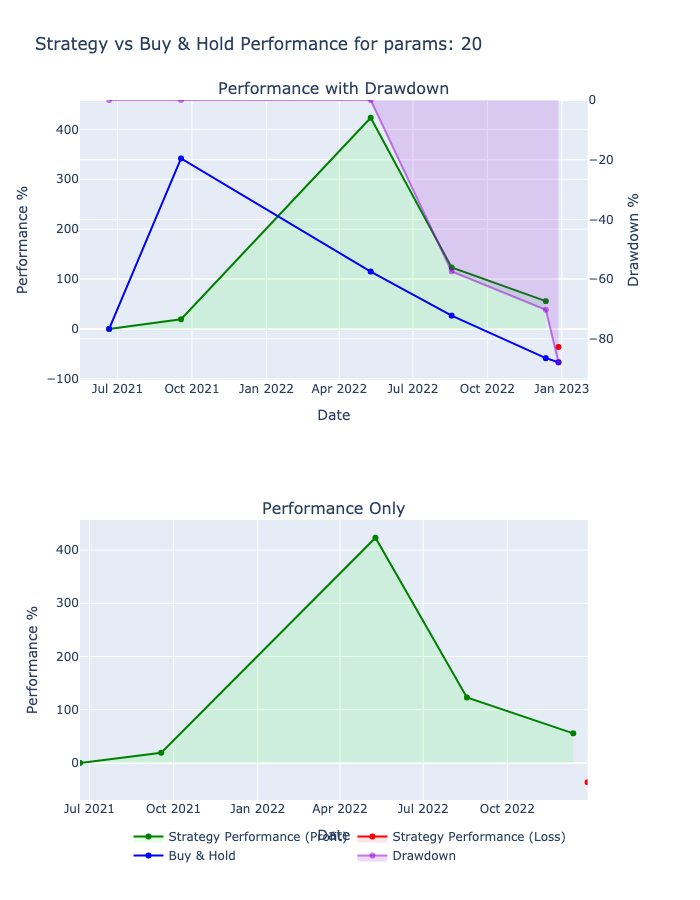 Strategy vs Buy & Hold Performance for params: 20
Performance with Drawdown
400
300
200
100
0
−100
Performance %
0
−20
−40
−60
−80
Drawdown %
Jul 2021 Oct 2021 Jan 2022 Apr 2022 Jul 2022 Oct 2022 Jan 2023
Date
Performance Only
400
300
200
100
0
Performance %
Jul 2021 Oct 2021 Jan 2022 Apr 2022 Jul 2022 Oct 2022
Date
Strategy Performance (Profit) Strategy Performance (Loss)
Buy & Hold Drawdown